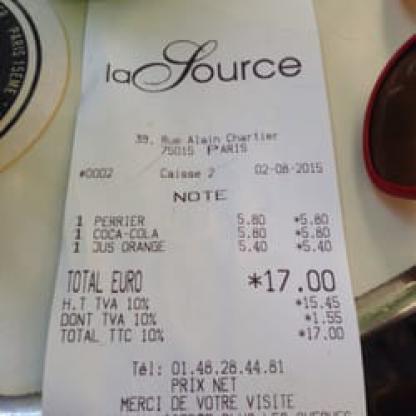 la Source
39, Rue Alain Chartier
75015 PARIS
#0002 Caisse 2 02-08-2015
NOTE
1 PERRIER 5.80 *5.80
1 COCA-COLA 5.80 *5.80
1 JUS ORANGE 5.40 *5.40
TOTAL EURO *17.00
H.T TVA 10% *15.45
DONT TVA 10% *1.55
TOTAL TTC 10% *17.00
Tél: 01.48.28.44.81
PRIX NET
MERCI DE VOTRE VISITE
PLUS LES CHEQUES
PARIS 15EME